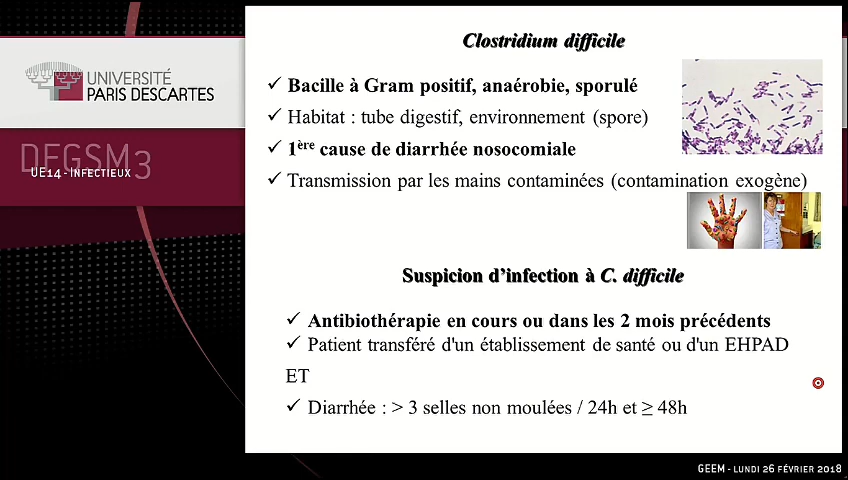 UNIVERSITÉ
PARIS DESCARTES
DFGSM3
UE14 - Infectieux
Clostridium difficile
✓ Bacille à Gram positif, anaérobie, sporulé
✓ Habitat : tube digestif, environnement (spore)
✓ 1ère cause de diarrhée nosocomiale
✓ Transmission par les mains contaminées (contamination exogène)
Suspicion d'infection à C. difficile
✓ Antibiothérapie en cours ou dans les 2 mois précédents
✓ Patient transféré d'un établissement de santé ou d'un EHPAD
ET
✓ Diarrhée : > 3 selles non moulées / 24h et ≥ 48h
GEEM - LUNDI 26 FÉVRIER 2018